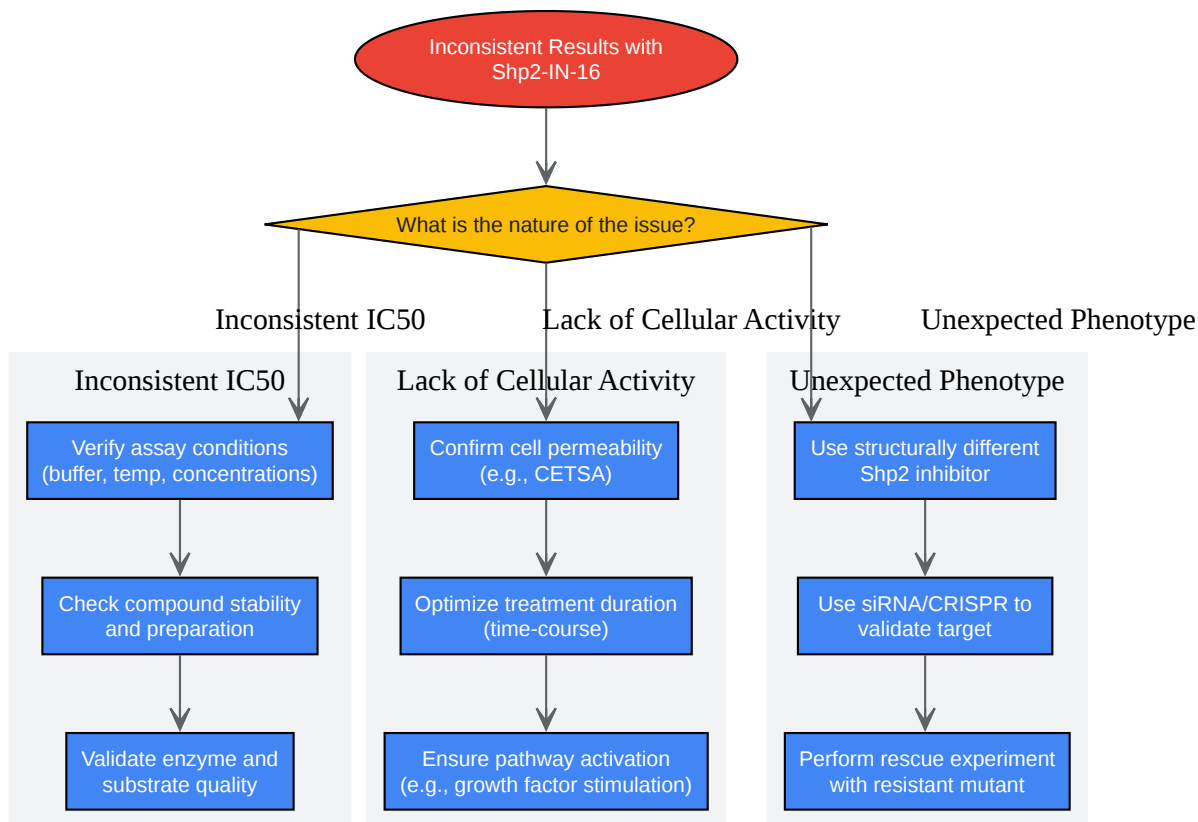 Inconsistent Results with
Shp2-IN-16
What is the nature of the issue?
Inconsistent IC50
Lack of Cellular Activity
Unexpected Phenotype
Inconsistent IC50
Verify assay conditions
(buffer, temp, concentrations)
Check compound stability
and preparation
Validate enzyme and
substrate quality
Lack of Cellular Activity
Confirm cell permeability
(e.g., CETSA)
Optimize treatment duration
(time-course)
Ensure pathway activation
(e.g., growth factor stimulation)
Unexpected Phenotype
Use structurally different
Shp2 inhibitor
Use siRNA/CRISPR to
validate target
Perform rescue experiment
with resistant mutant